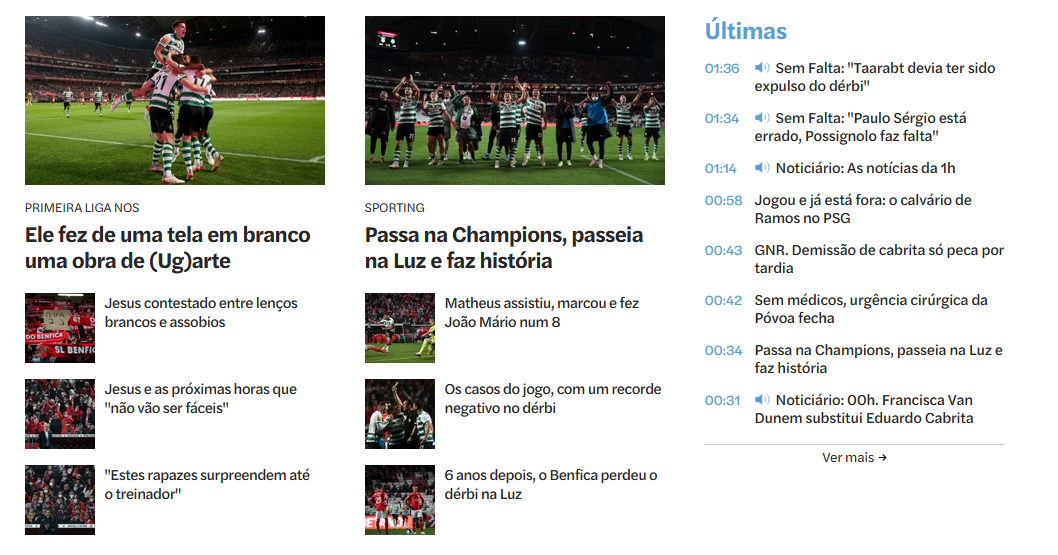 PRIMEIRA LIGA NOS
Ele fez de uma tela em branco
uma obra de (Ug)arte
Jesus contestado entre lenços
brancos e assobios
DO BENFICA
SL BENFIC
Jesus e as próximas horas que
"não vão ser fáceis"
"Estes rapazes surpreendem até
o treinador"
SPORTING
Passa na Champions, passeia
na Luz e faz história
Matheus assistiu, marcou e fez
João Mário num 8
Os casos do jogo, com um recorde
negativo no dérbi
6 anos depois, o Benfica perdeu o
dérbi na Luz
Últimas
01:36 Sem Falta: "Taarabt devia ter sido
expulso do dérbi"
01:34 Sem Falta: "Paulo Sérgio está
errado, Possignolo faz falta"
01:14 Noticiário: As notícias da 1h
00:58 Jogou e já está fora: o calvário de
Ramos no PSG
00:43 GNR. Demissão de cabrita só peca por
tardia
00:42 Sem médicos, urgência cirúrgica da
Póvoa fecha
00:34 Passa na Champions, passeia na Luz e
faz história
00:31 Noticiário: 00h. Francisca Van
Dunem substitui Eduardo Cabrita
Ver mais →